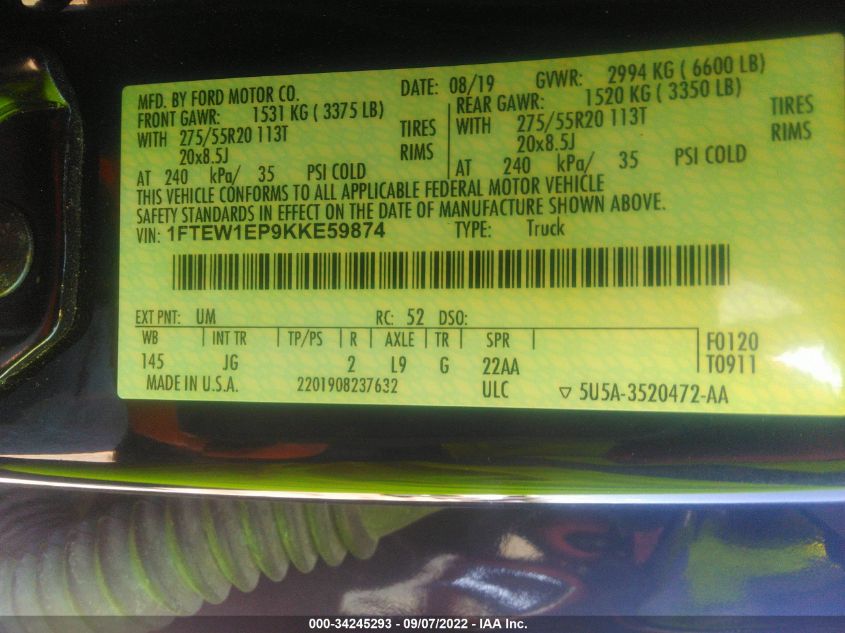 MFD. BY FORD MOTOR CO. DATE: 08/19 GVWR: 2994 KG ( 6600 LB)
FRONT GAWR: 1531 KG ( 3375 LB) REAR GAWR: 1520 KG ( 3350 LB)
WITH 275/55R20 113T TIRES WITH 275/55R20 113T TIRES
20x8.5J RIMS 20x8.5J RIMS
AT 240 kPa/ 35 PSI COLD AT 240 kPa/ 35 PSI COLD
THIS VEHICLE CONFORMS TO ALL APPLICABLE FEDERAL MOTOR VEHICLE
SAFETY STANDARDS IN EFFECT ON THE DATE OF MANUFACTURE SHOWN ABOVE.
VIN: 1FTEW1EP9KKE59874 TYPE: Truck
EXT PNT: UM RC: 52 DSO:
WB INT TR TP/PS R AXLE TR SPR F0120
145 JG 2 L9 G 22AA T0911
MADE IN U.S.A. 2201908237632 ULC ▽ 5U5A-3520472-AA
000-34245293 - 09/07/2022 - IAA Inc.